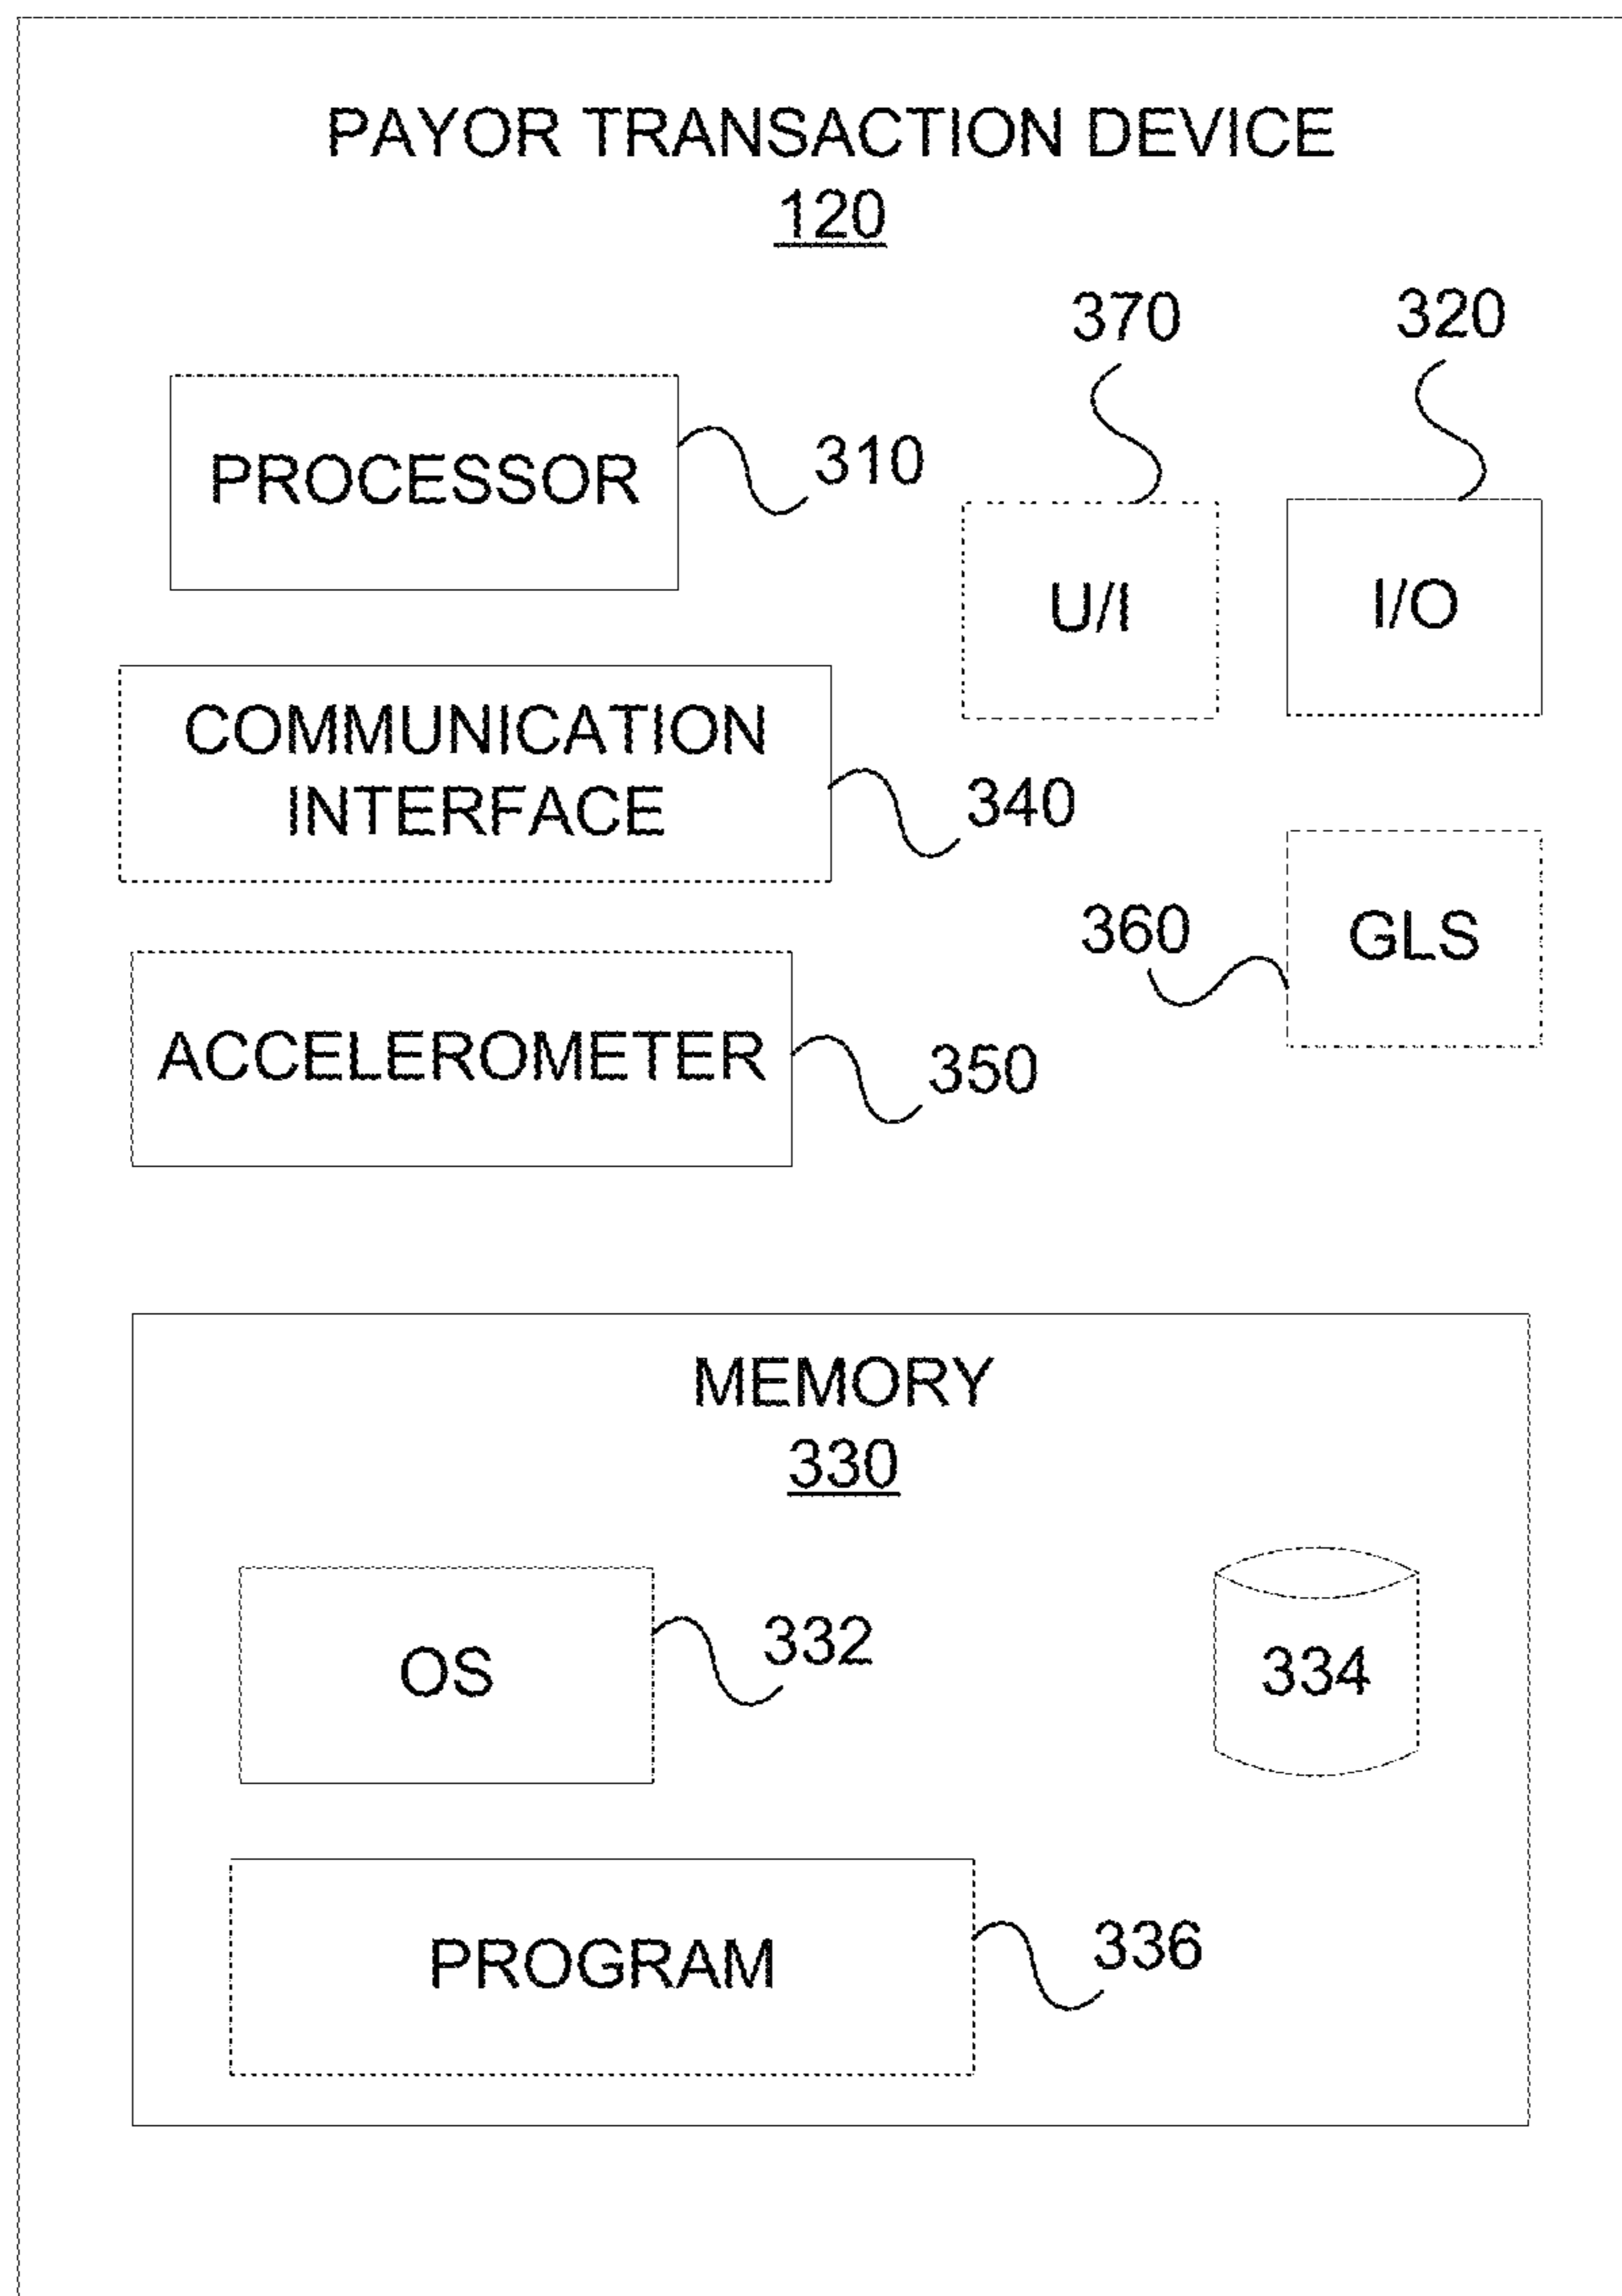 PAYOR TRANSACTION DEVICE
120
370
320
PROCESSOR
310
U/I
I/O
COMMUNICATION
INTERFACE
340
360
GLS
ACCELEROMETER
350
MEMORY
330
OS
332
334
PROGRAM
336